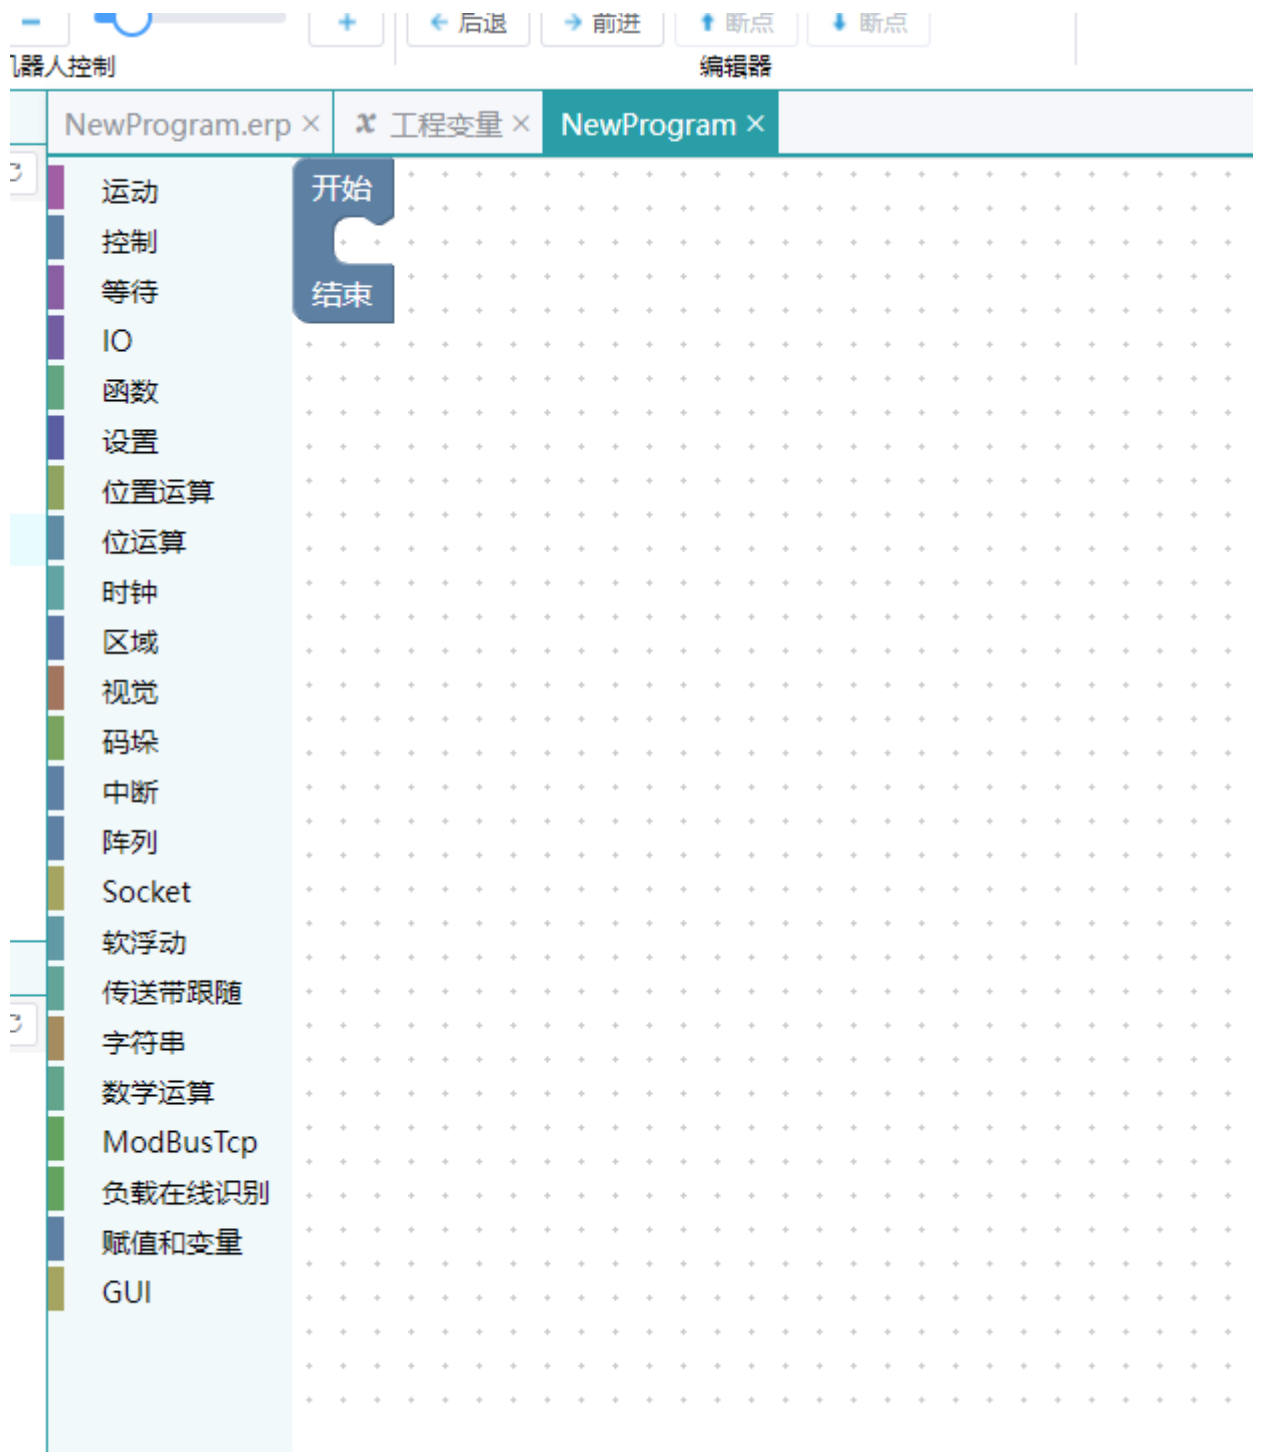 后退 前进 断点 断点
机器人控制 编辑器
NewProgram.erp × x 工程变量 × NewProgram ×
运动
开始
控制
等待
结束
IO
函数
设置
位置运算
位运算
时钟
区域
视觉
码垛
中断
阵列
Socket
软浮动
传送带跟随
字符串
数学运算
ModBusTcp
负载在线识别
赋值和变量
GUI